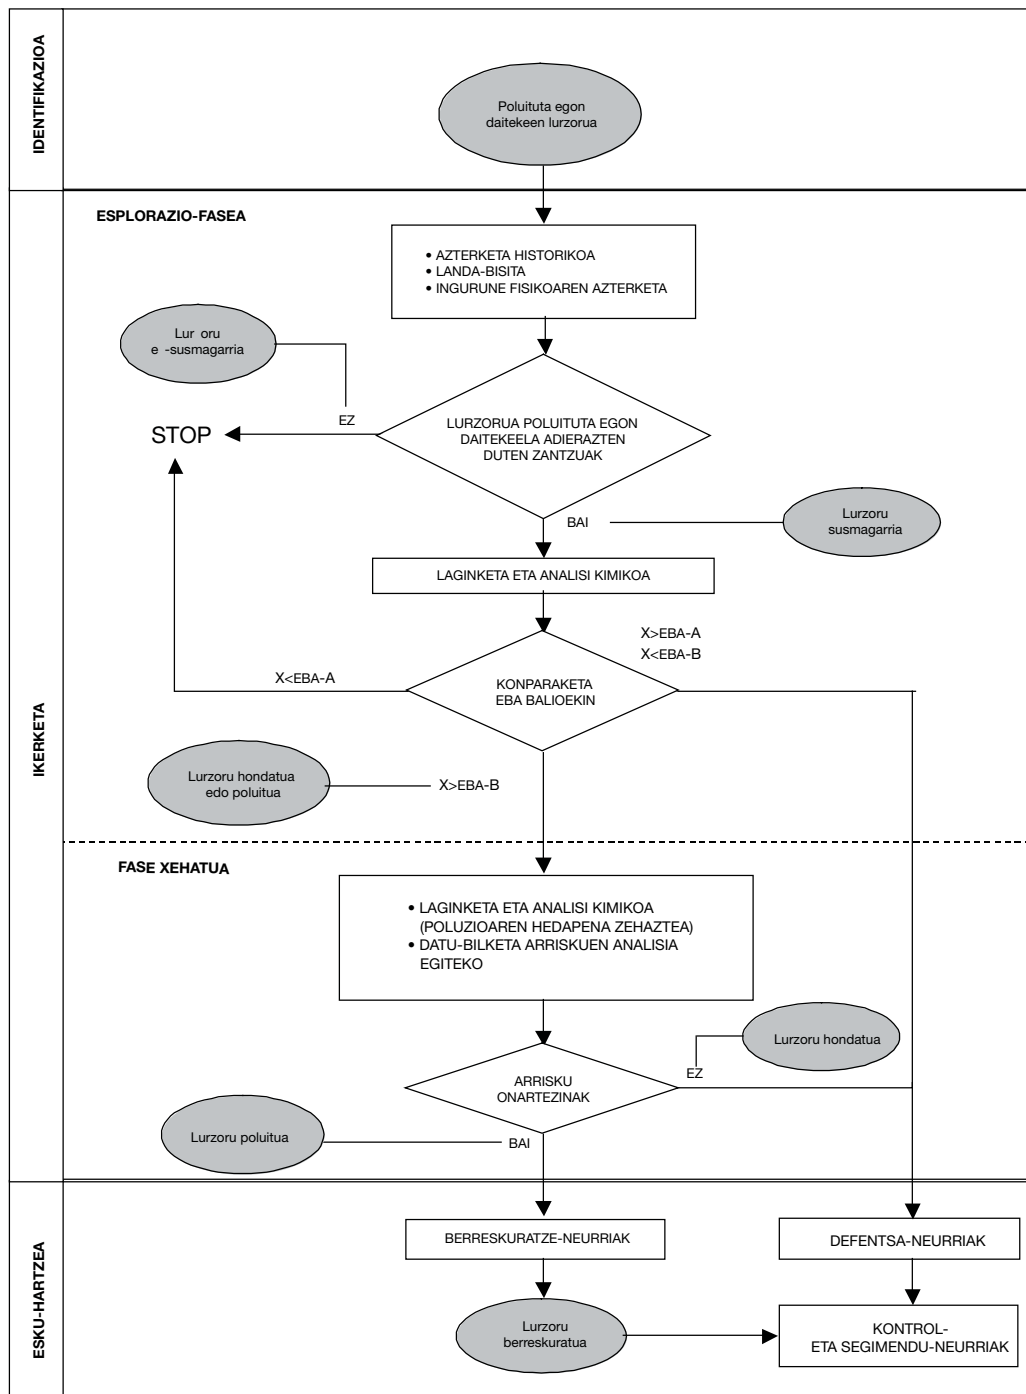 IDENTIFIKAZIOA
Poluituta egon
daitekeen lurzorua
IKERKETA
ESPLORAZIO-FASEA
• AZTERKETA HISTORIKOA
• LANDA-BISITA
• INGURUNE FISIKOAREN AZTERKETA
Lur oru
e -susmagarria
EZ
STOP
LURZORUA POLUITUTA EGON
DAITEKEELA ADIERAZTEN
DUTEN ZANTZUAK
BAI
Lurzoru
susmagarria
LAGINKETA ETA ANALISI KIMIKOA
X>EBA-A
X<EBA-B
X<EBA-A
KONPARAKETA
EBA BALIOEKIN
Lurzoru hondatua
edo poluitua
X>EBA-B
FASE XEHATUA
• LAGINKETA ETA ANALISI KIMIKOA
(POLUZIOAREN HEDAPENA ZEHAZTEA)
• DATU-BILKETA ARRISKUEN ANALISIA
EGITEKO
Lurzoru hondatua
EZ
ARRISKU
ONARTEZINAK
Lurzoru poluitua
BAI
ESKU-HARTZEA
BERRESKURATZE-NEURRIAK
DEFENTSA-NEURRIAK
Lurzoru
berreskuratua
KONTROL-
ETA SEGIMENDU-NEURRIAK